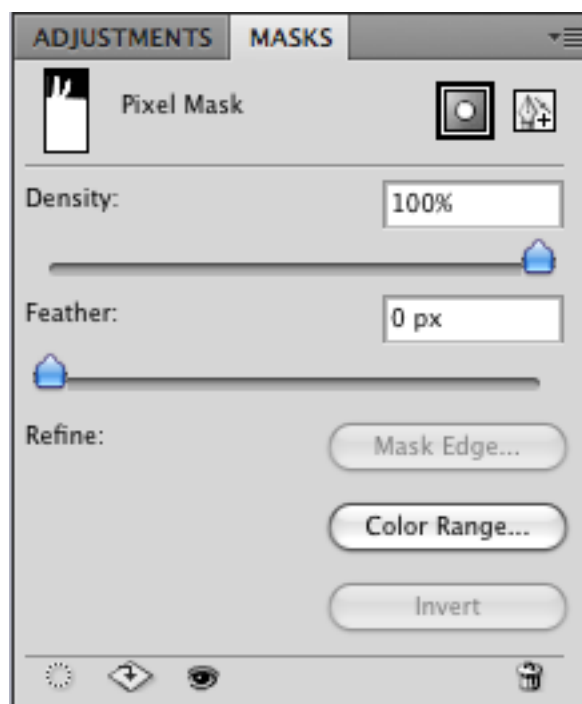 ADJUSTMENTS MASKS
Pixel Mask
Density: 100%
Feather: 0 px
Refine: Mask Edge...
Color Range...
Invert